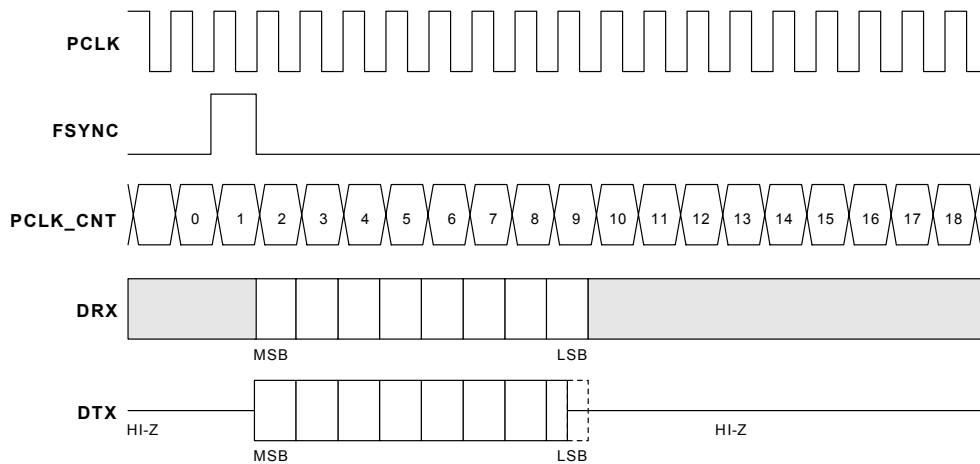 PCLK
FSYNC
PCLK_CNT 0 1 2 3 4 5 6 7 8 9 10 11 12 13 14 15 16 17 18
DRX
MSB LSB
DTX
HI-Z HI-Z
MSB LSB